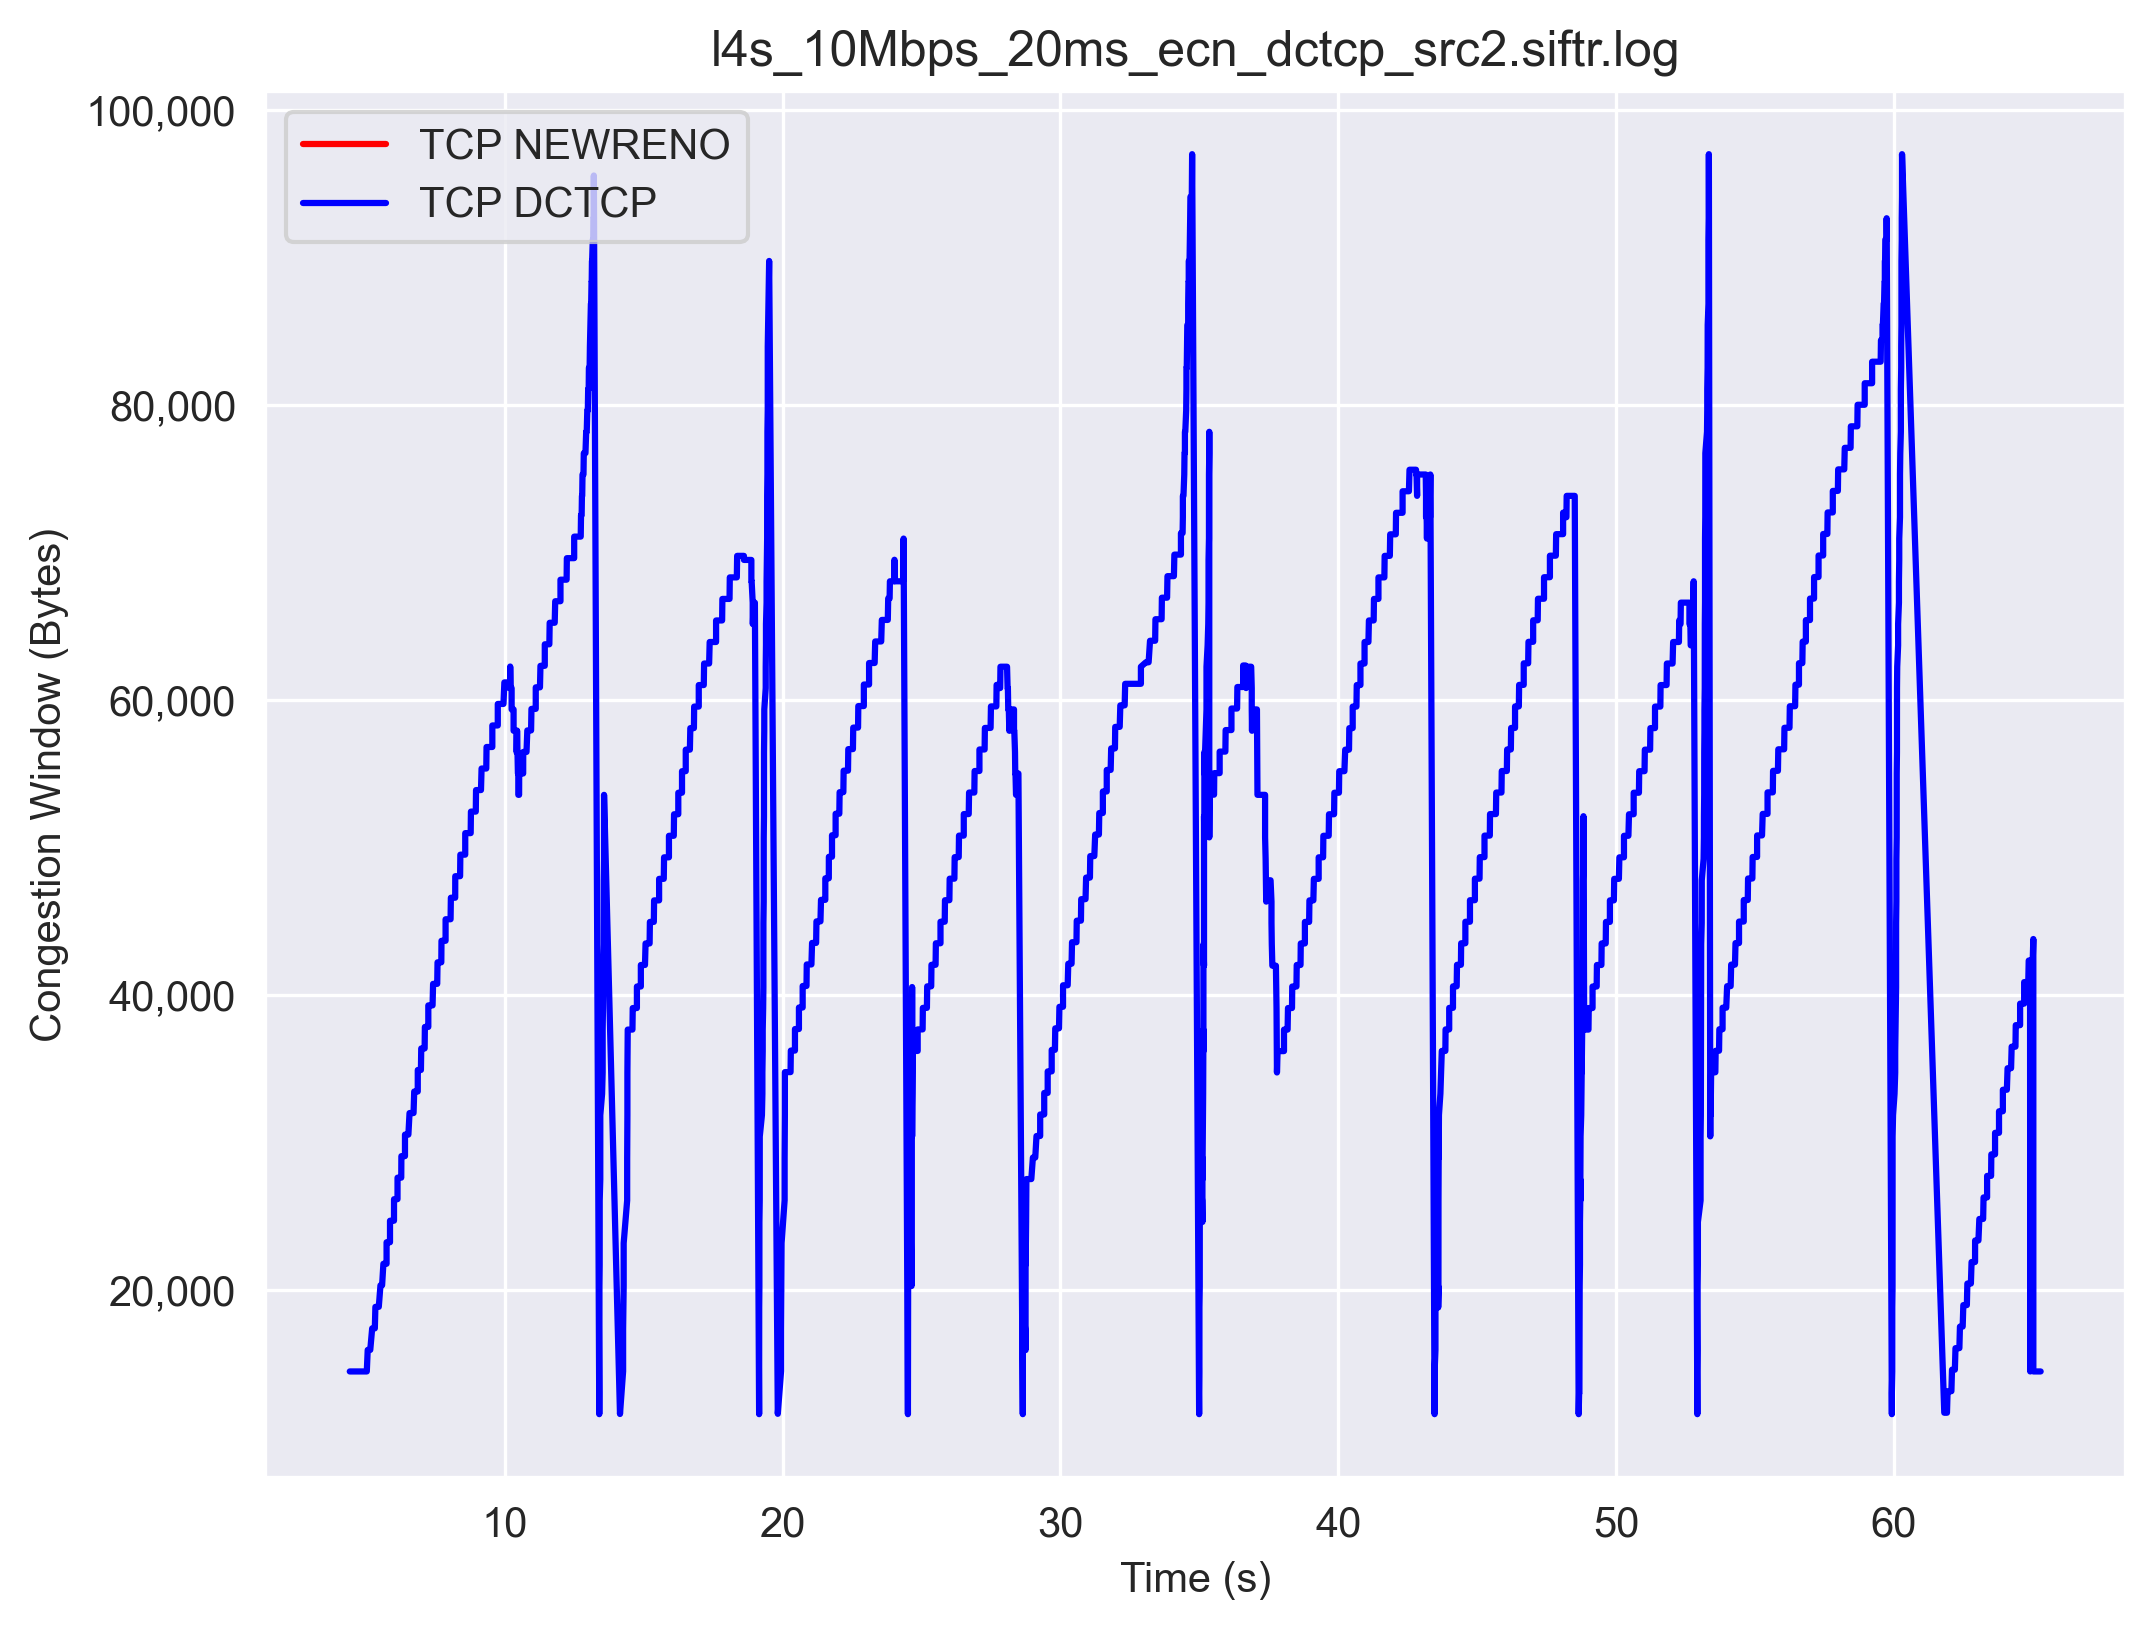 l4s_10Mbps_20ms_ecn_dctcp_src2.siftr.log
100,000
80,000
60,000
40,000
20,000
Congestion Window (Bytes)
TCP NEWRENO
TCP DCTCP
10 20 30 40 50 60
Time (s)